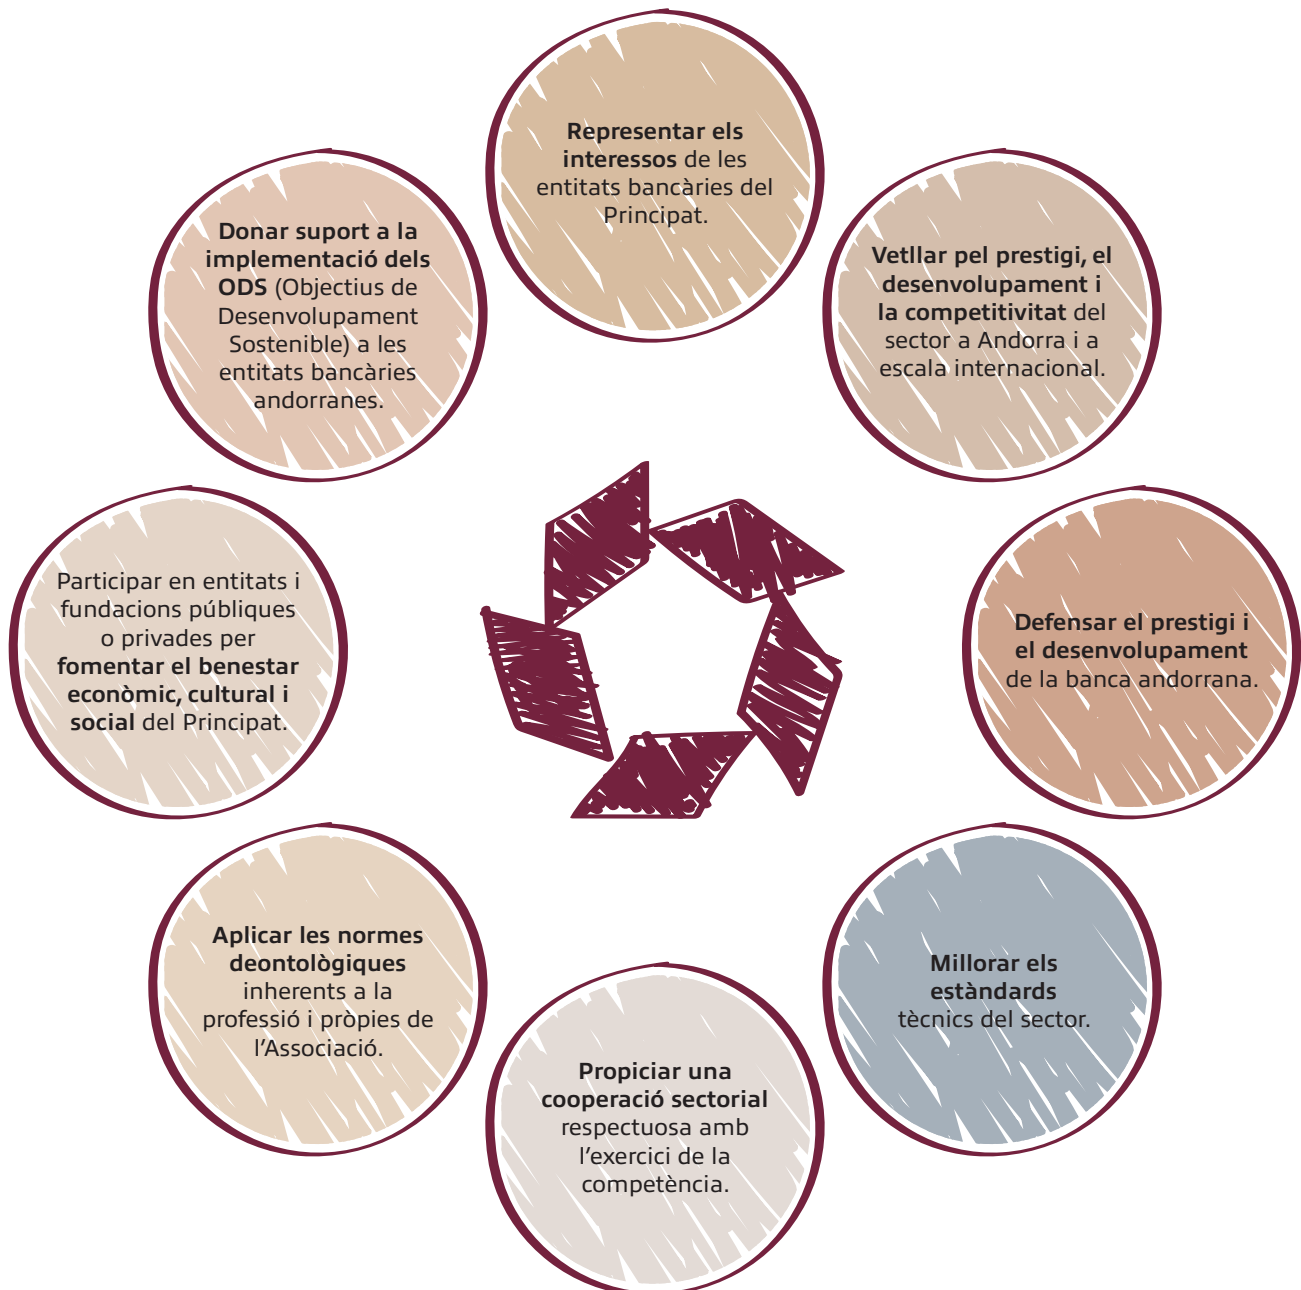 Representar els
interessos de les
entitats bancàries del
Principat.
Vetllar pel prestigi, el
desenvolupament i
la competitivitat del
sector a Andorra i a
escala internacional.
Defensar el prestigi i
el desenvolupament
de la banca andorrana.
Millorar els
estàndards
tècnics del sector.
Propiciar una
cooperació sectorial
respectuosa amb
l’exercici de la
competència.
Aplicar les normes
deontològiques
inherents a la
professió i pròpies de
l’Associació.
Participar en entitats i
fundacions públiques
o privades per
fomentar el benestar
econòmic, cultural i
social del Principat.
Donar suport a la
implementació dels
ODS (Objectius de
Desenvolupament
Sostenible) a les
entitats bancàries
andorranes.